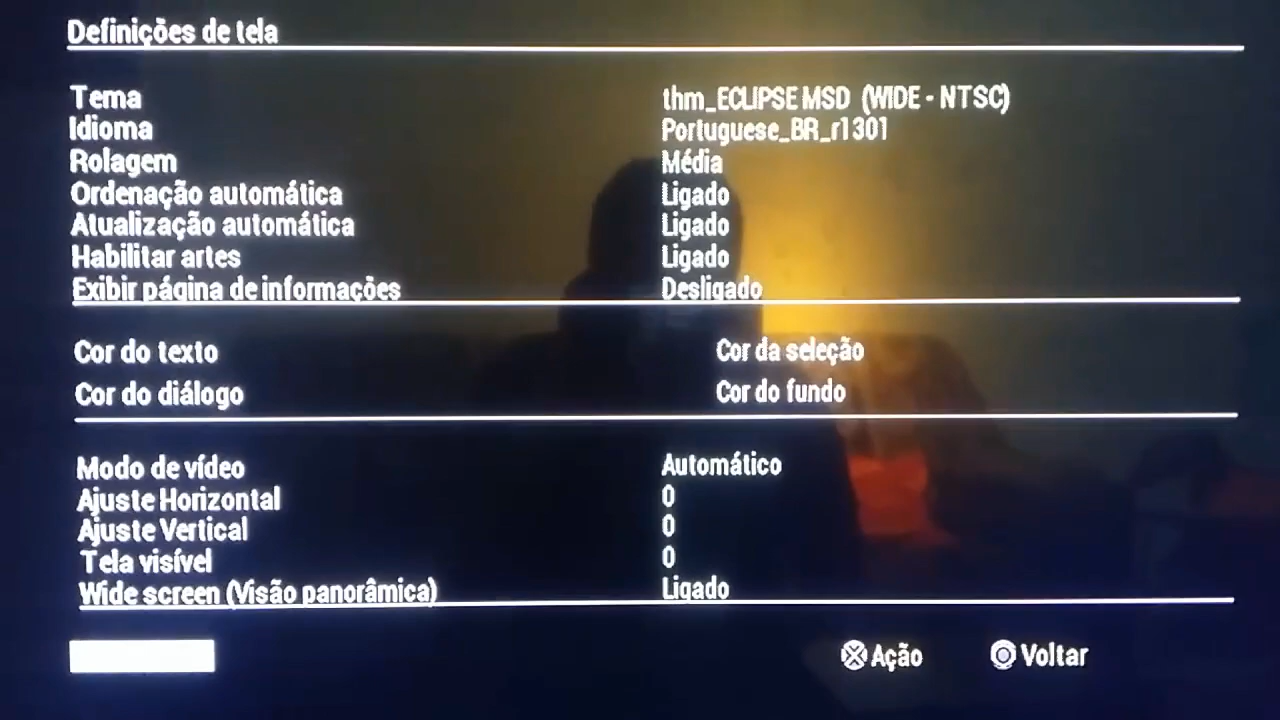 Definições de tela
Tema thm_ECLIPSE MSD (WIDE - NTSC)
Idioma Portuguese_BR_r1301
Rolagem Média
Ordenação automática Ligado
Atualização automática Ligado
Habilitar artes Ligado
Exibir página de informações Desligado
Cor do texto Cor da seleção
Cor do diálogo Cor do fundo
Modo de vídeo Automático
Ajuste Horizontal 0
Ajuste Vertical 0
Tela visível 0
Wide screen (Visão panorâmica) Ligado
Ação Voltar